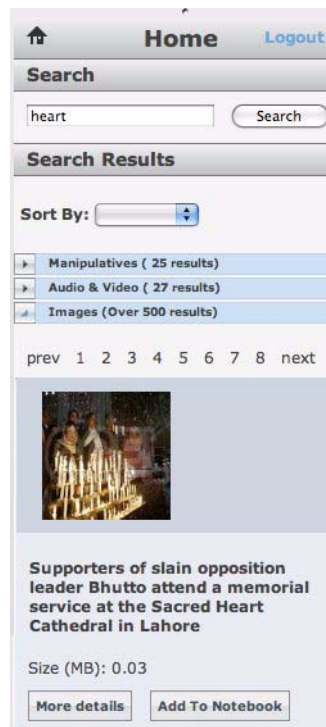 Home Logout
Search
heart Search
Search Results
Sort By:
Manipulatives ( 25 results)
Audio & Video ( 27 results)
Images (Over 500 results)
prev 1 2 3 4 5 6 7 8 next
Supporters of slain opposition
leader Bhutto attend a memorial
service at the Sacred Heart
Cathedral in Lahore
Size (MB): 0.03
More details Add To Notebook